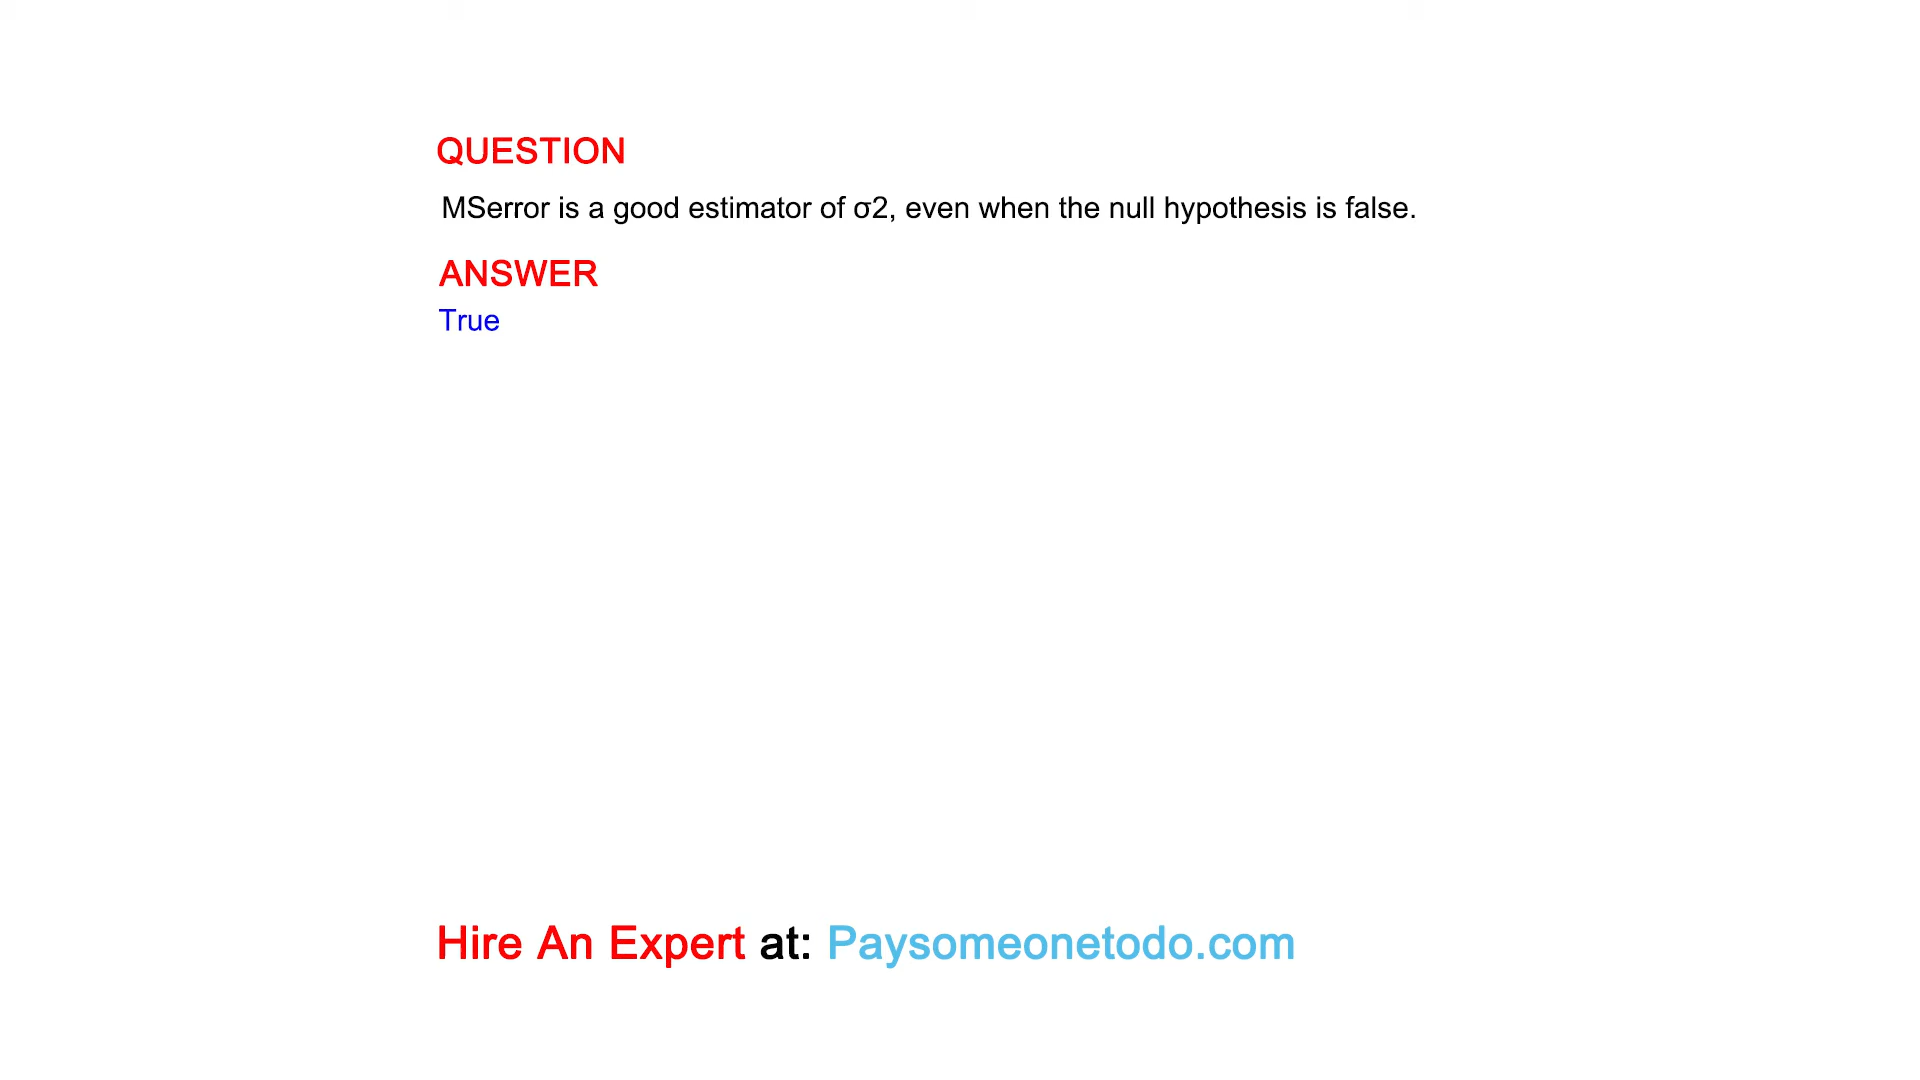 QUESTION
MSerror is a good estimator of σ2, even when the null hypothesis is false.
ANSWER
True
Hire An Expert at: Paysomeonetodo.com